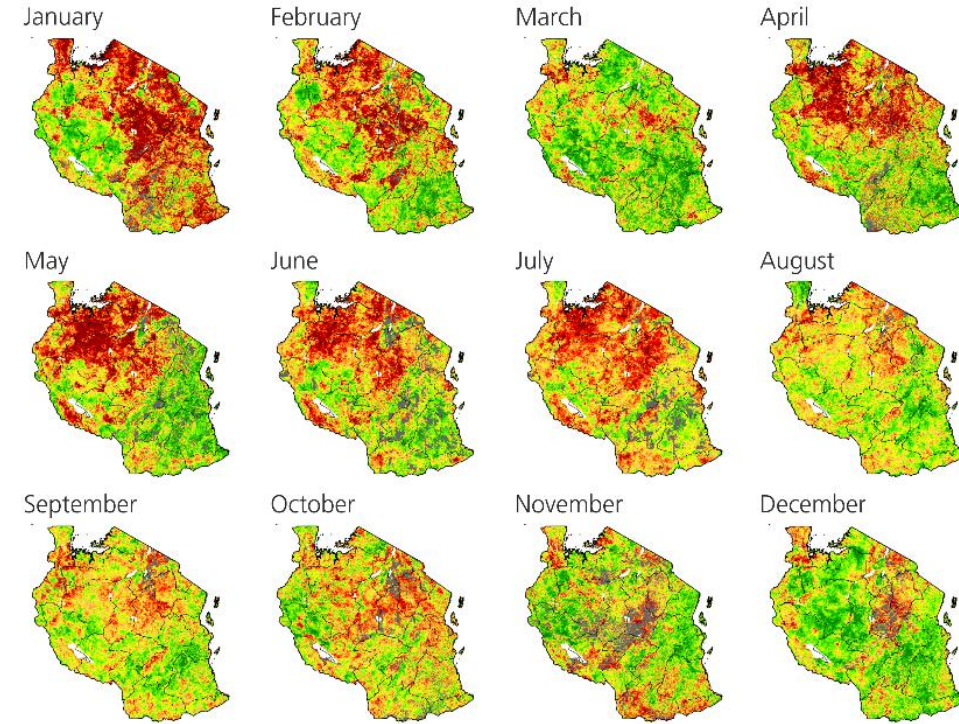 January
February
March
April
May
June
July
August
September
October
November
December